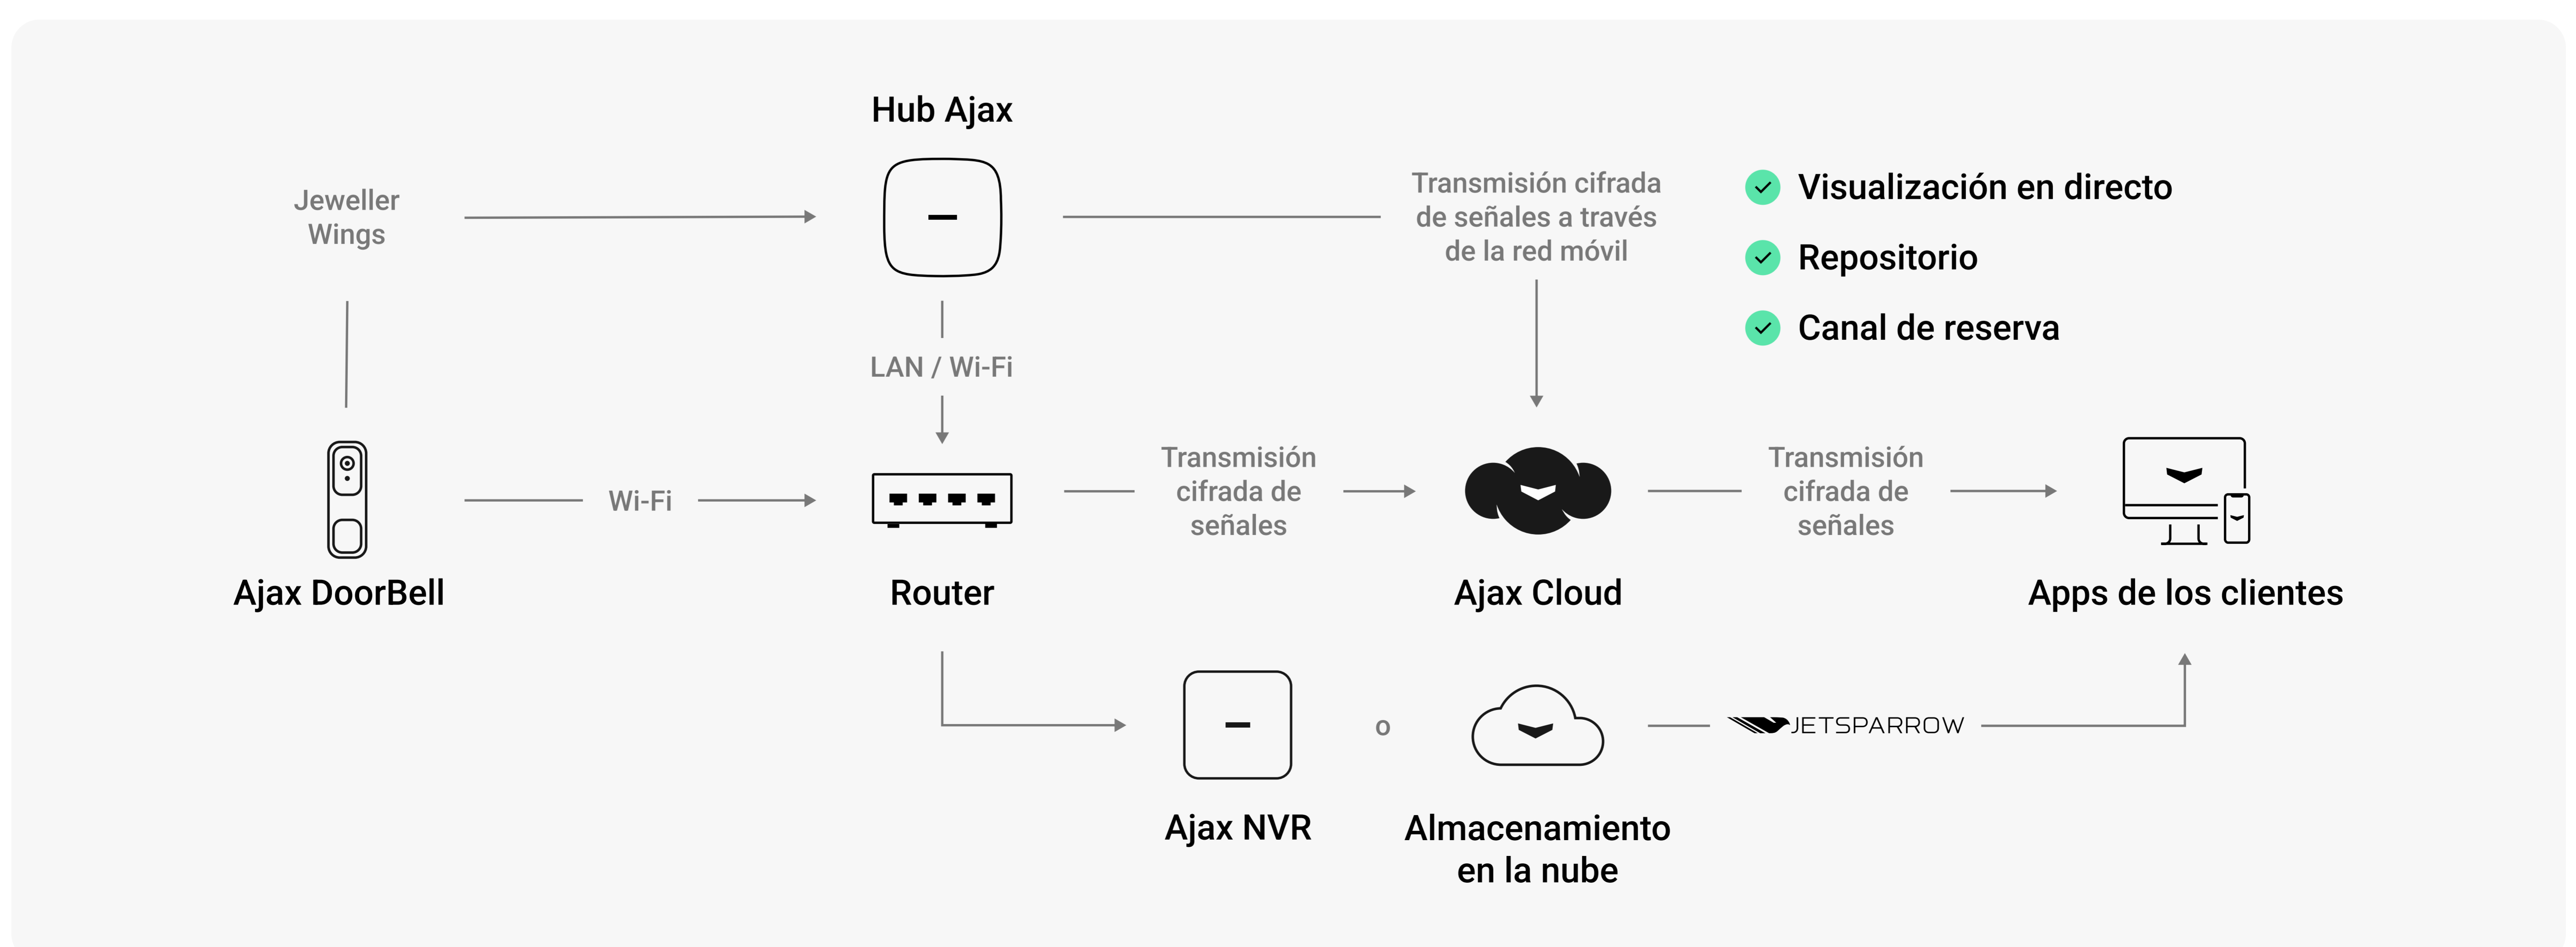 Hub Ajax
Jeweller
Wings
Transmisión cifrada
de señales a través
de la red móvil
Visualización en directo
Repositorio
Canal de reserva
LAN / Wi-Fi
Wi-Fi
Transmisión
cifrada de
señales
Transmisión
cifrada de
señales
Ajax DoorBell
Router
Ajax Cloud
Apps de los clientes
o
JETSPARROW
Ajax NVR
Almacenamiento
en la nube